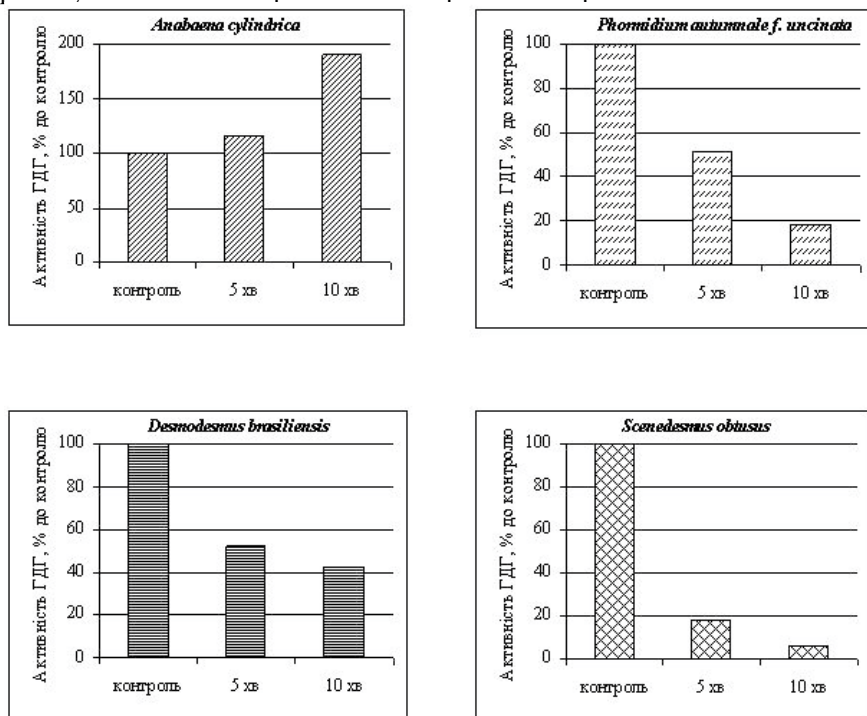 Anabaena cylindrica
Активність ГДГ, % до контролю
200
150
100
50
0
контроль
5 хв
10 хв
Phormidium autumnale f. uncinata
Активність ГДГ, % до контролю
100
80
60
40
20
0
контроль
5 хв
10 хв
Desmodesmus brasiliensis
Активність ГДГ, % до контролю
100
80
60
40
20
0
контроль
5 хв
10 хв
Scenedesmus obtusus
Активність ГДГ, % до контролю
100
80
60
40
20
0
контроль
5 хв
10 хв